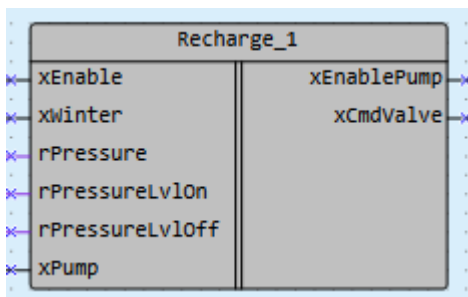 Recharge_1
xEnable xEnablePump
xWinter xCmdValve
rPressure
rPressureLvlOn
rPressureLvlOff
xPump